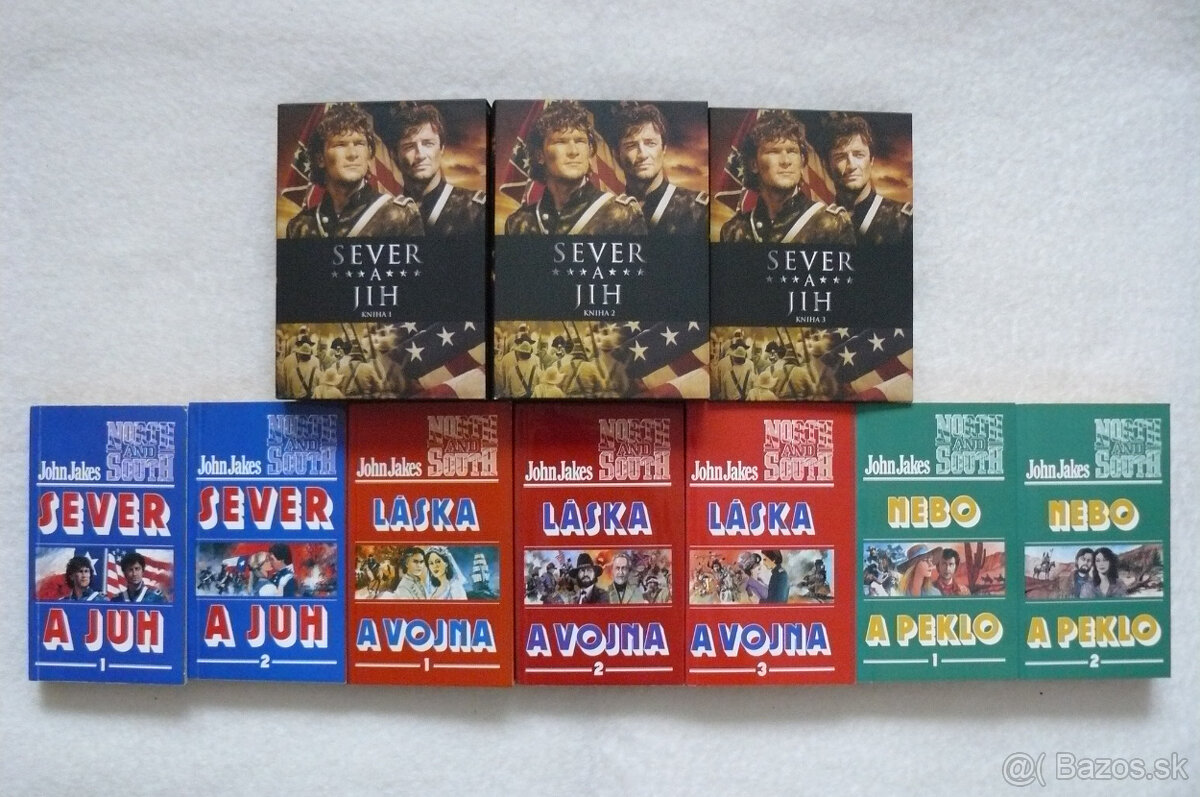 SEVER
A
JIH
KNIHA 1
SEVER
A
JIH
KNIHA 2
SEVER
A
JIH
KNIHA 3
NORTH
AND
SOUTH
John Jakes
SEVER
A JUH
1
NORTH
AND
SOUTH
John Jakes
SEVER
A JUH
2
NORTH
AND
SOUTH
John Jakes
LÁSKA
A VOJNA
1
NORTH
AND
SOUTH
John Jakes
LÁSKA
A VOJNA
2
NORTH
AND
SOUTH
John Jakes
LÁSKA
A VOJNA
3
NORTH
AND
SOUTH
John Jakes
NEBO
A PEKLO
1
NORTH
AND
SOUTH
John Jakes
NEBO
A PEKLO
2
@( Bazos.sk